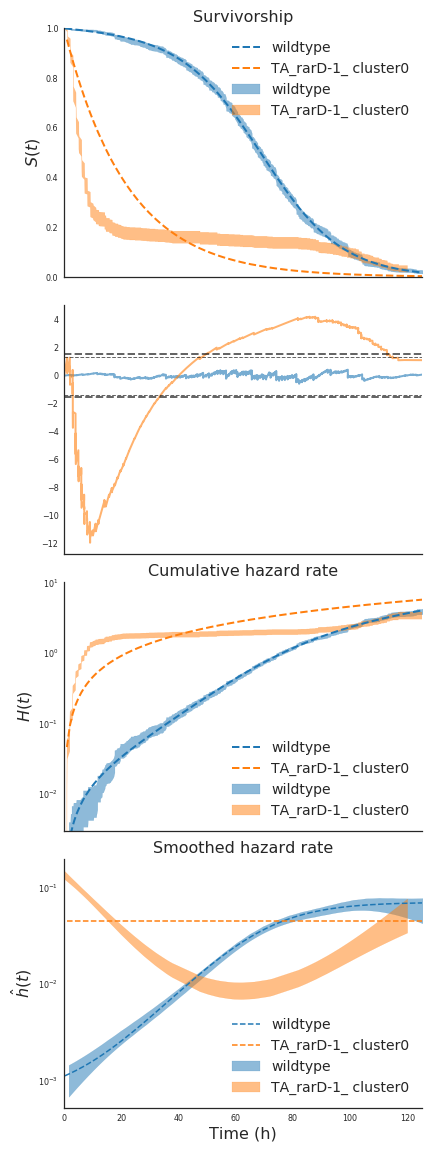 Survivorship
1.0
0.8
0.6
0.4
0.2
0.0
S(t)
wildtype
TA_rarD-1_ cluster0
wildtype
TA_rarD-1_ cluster0
4
2
0
−2
−4
−6
−8
−10
−12
Cumulative hazard rate
10¹
10⁰
10⁻¹
10⁻²
H(t)
wildtype
TA_rarD-1_ cluster0
wildtype
TA_rarD-1_ cluster0
Smoothed hazard rate
10⁻¹
10⁻²
10⁻³
ĥ(t)
wildtype
TA_rarD-1_ cluster0
wildtype
TA_rarD-1_ cluster0
0 20 40 60 80 100 120
Time (h)